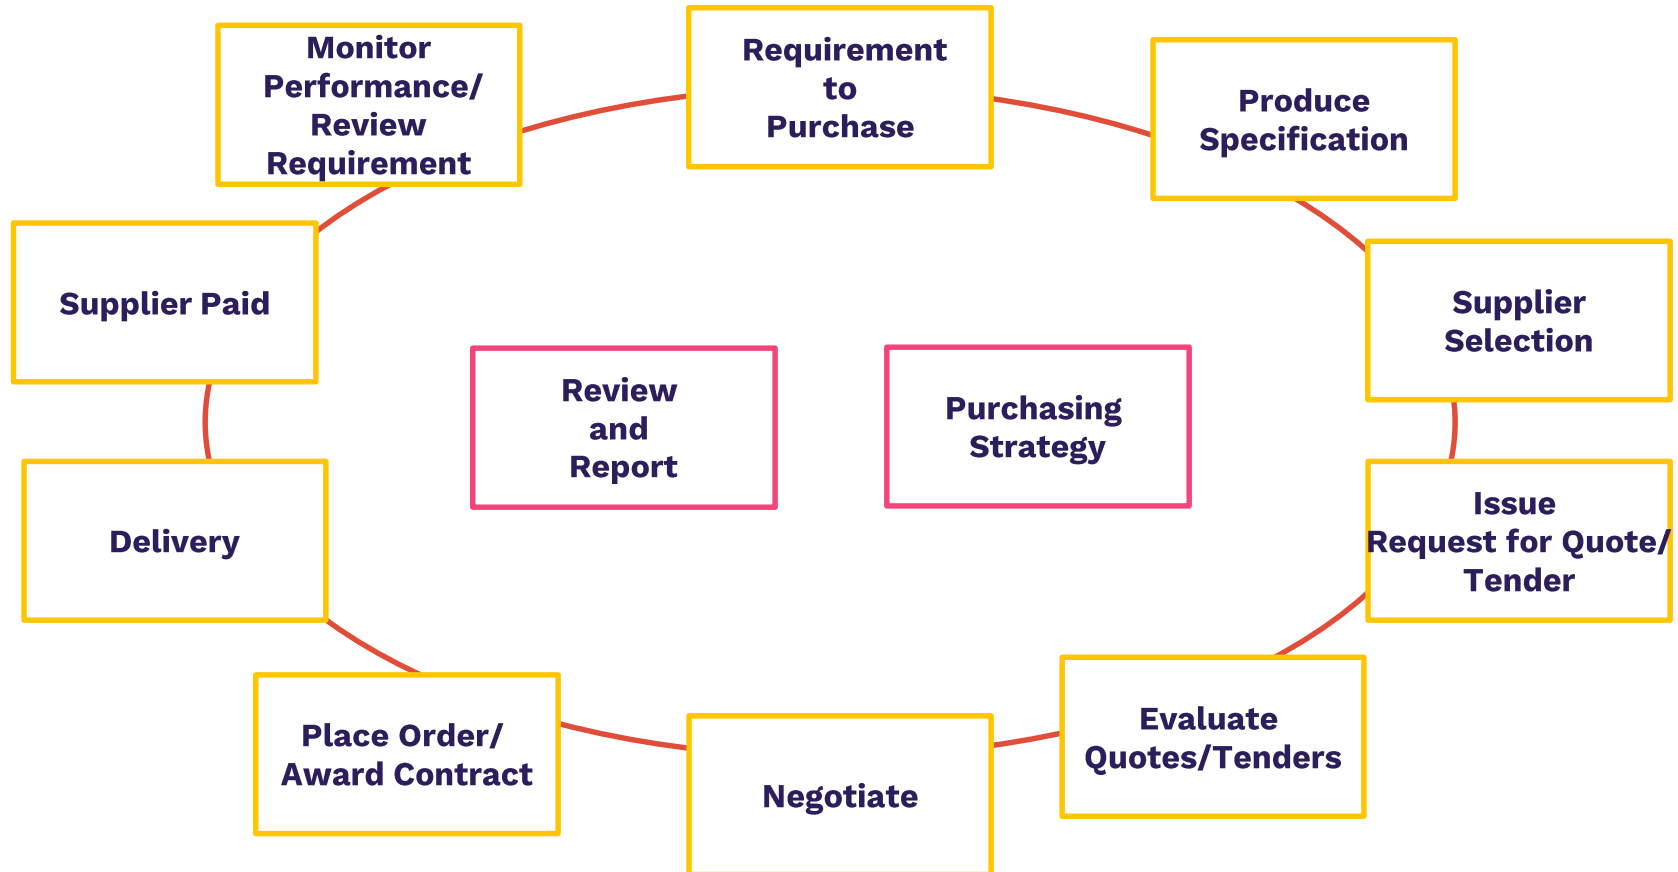 Requirement
to
Purchase
Produce
Specification
Supplier
Selection
Issue
Request for Quote/
Tender
Evaluate
Quotes/Tenders
Negotiate
Place Order/
Award Contract
Delivery
Supplier Paid
Monitor
Performance/
Review
Requirement
Review
and
Report
Purchasing
Strategy